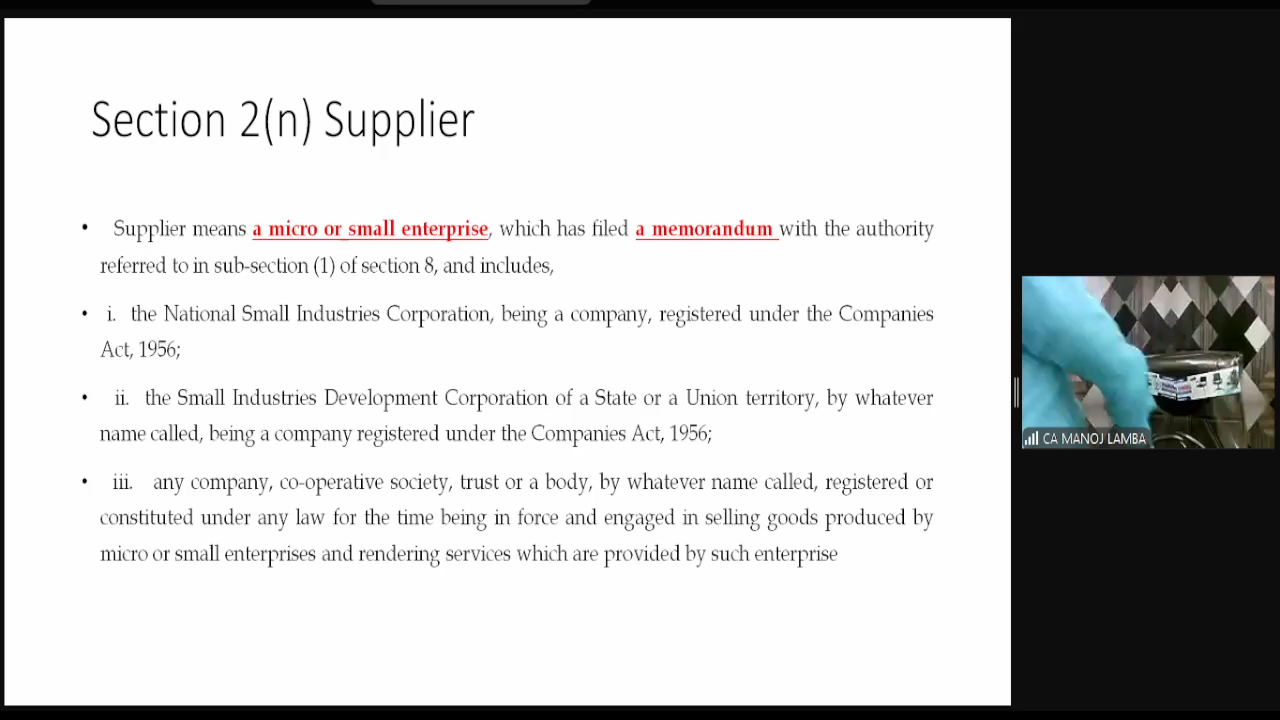 Section 2(n) Supplier
• Supplier means a micro or small enterprise, which has filed a memorandum with the authority
referred to in sub-section (1) of section 8, and includes,
• i. the National Small Industries Corporation, being a company, registered under the Companies
Act, 1956;
• ii. the Small Industries Development Corporation of a State or a Union territory, by whatever
name called, being a company registered under the Companies Act, 1956;
• iii. any company, co-operative society, trust or a body, by whatever name called, registered or
constituted under any law for the time being in force and engaged in selling goods produced by
micro or small enterprises and rendering services which are provided by such enterprise
CA MANOJ LAMBA